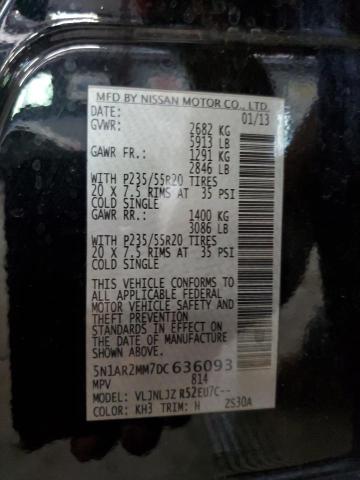 MFD BY NISSAN MOTOR CO., LTD.
DATE: 01/13
GVWR: 2682 KG
5913 LB
GAWR FR.: 1291 KG
2846 LB
WITH P235/55R20 TIRES
20 X 7.5 RIMS AT 35 PSI
COLD SINGLE
GAWR RR.: 1400 KG
3086 LB
WITH P235/55R20 TIRES
20 X 7.5 RIMS AT 35 PSI
COLD SINGLE
THIS VEHICLE CONFORMS TO
ALL APPLICABLE FEDERAL
MOTOR VEHICLE SAFETY AND
THEFT PREVENTION
STANDARDS IN EFFECT ON
THE DATE OF MANUFACTURE
SHOWN ABOVE.
5N1AR2MM7DC 636093
MPV 814
MODEL: VLJNLJZ R52EU7C--
COLOR: KH3 TRIM: H ZS30A